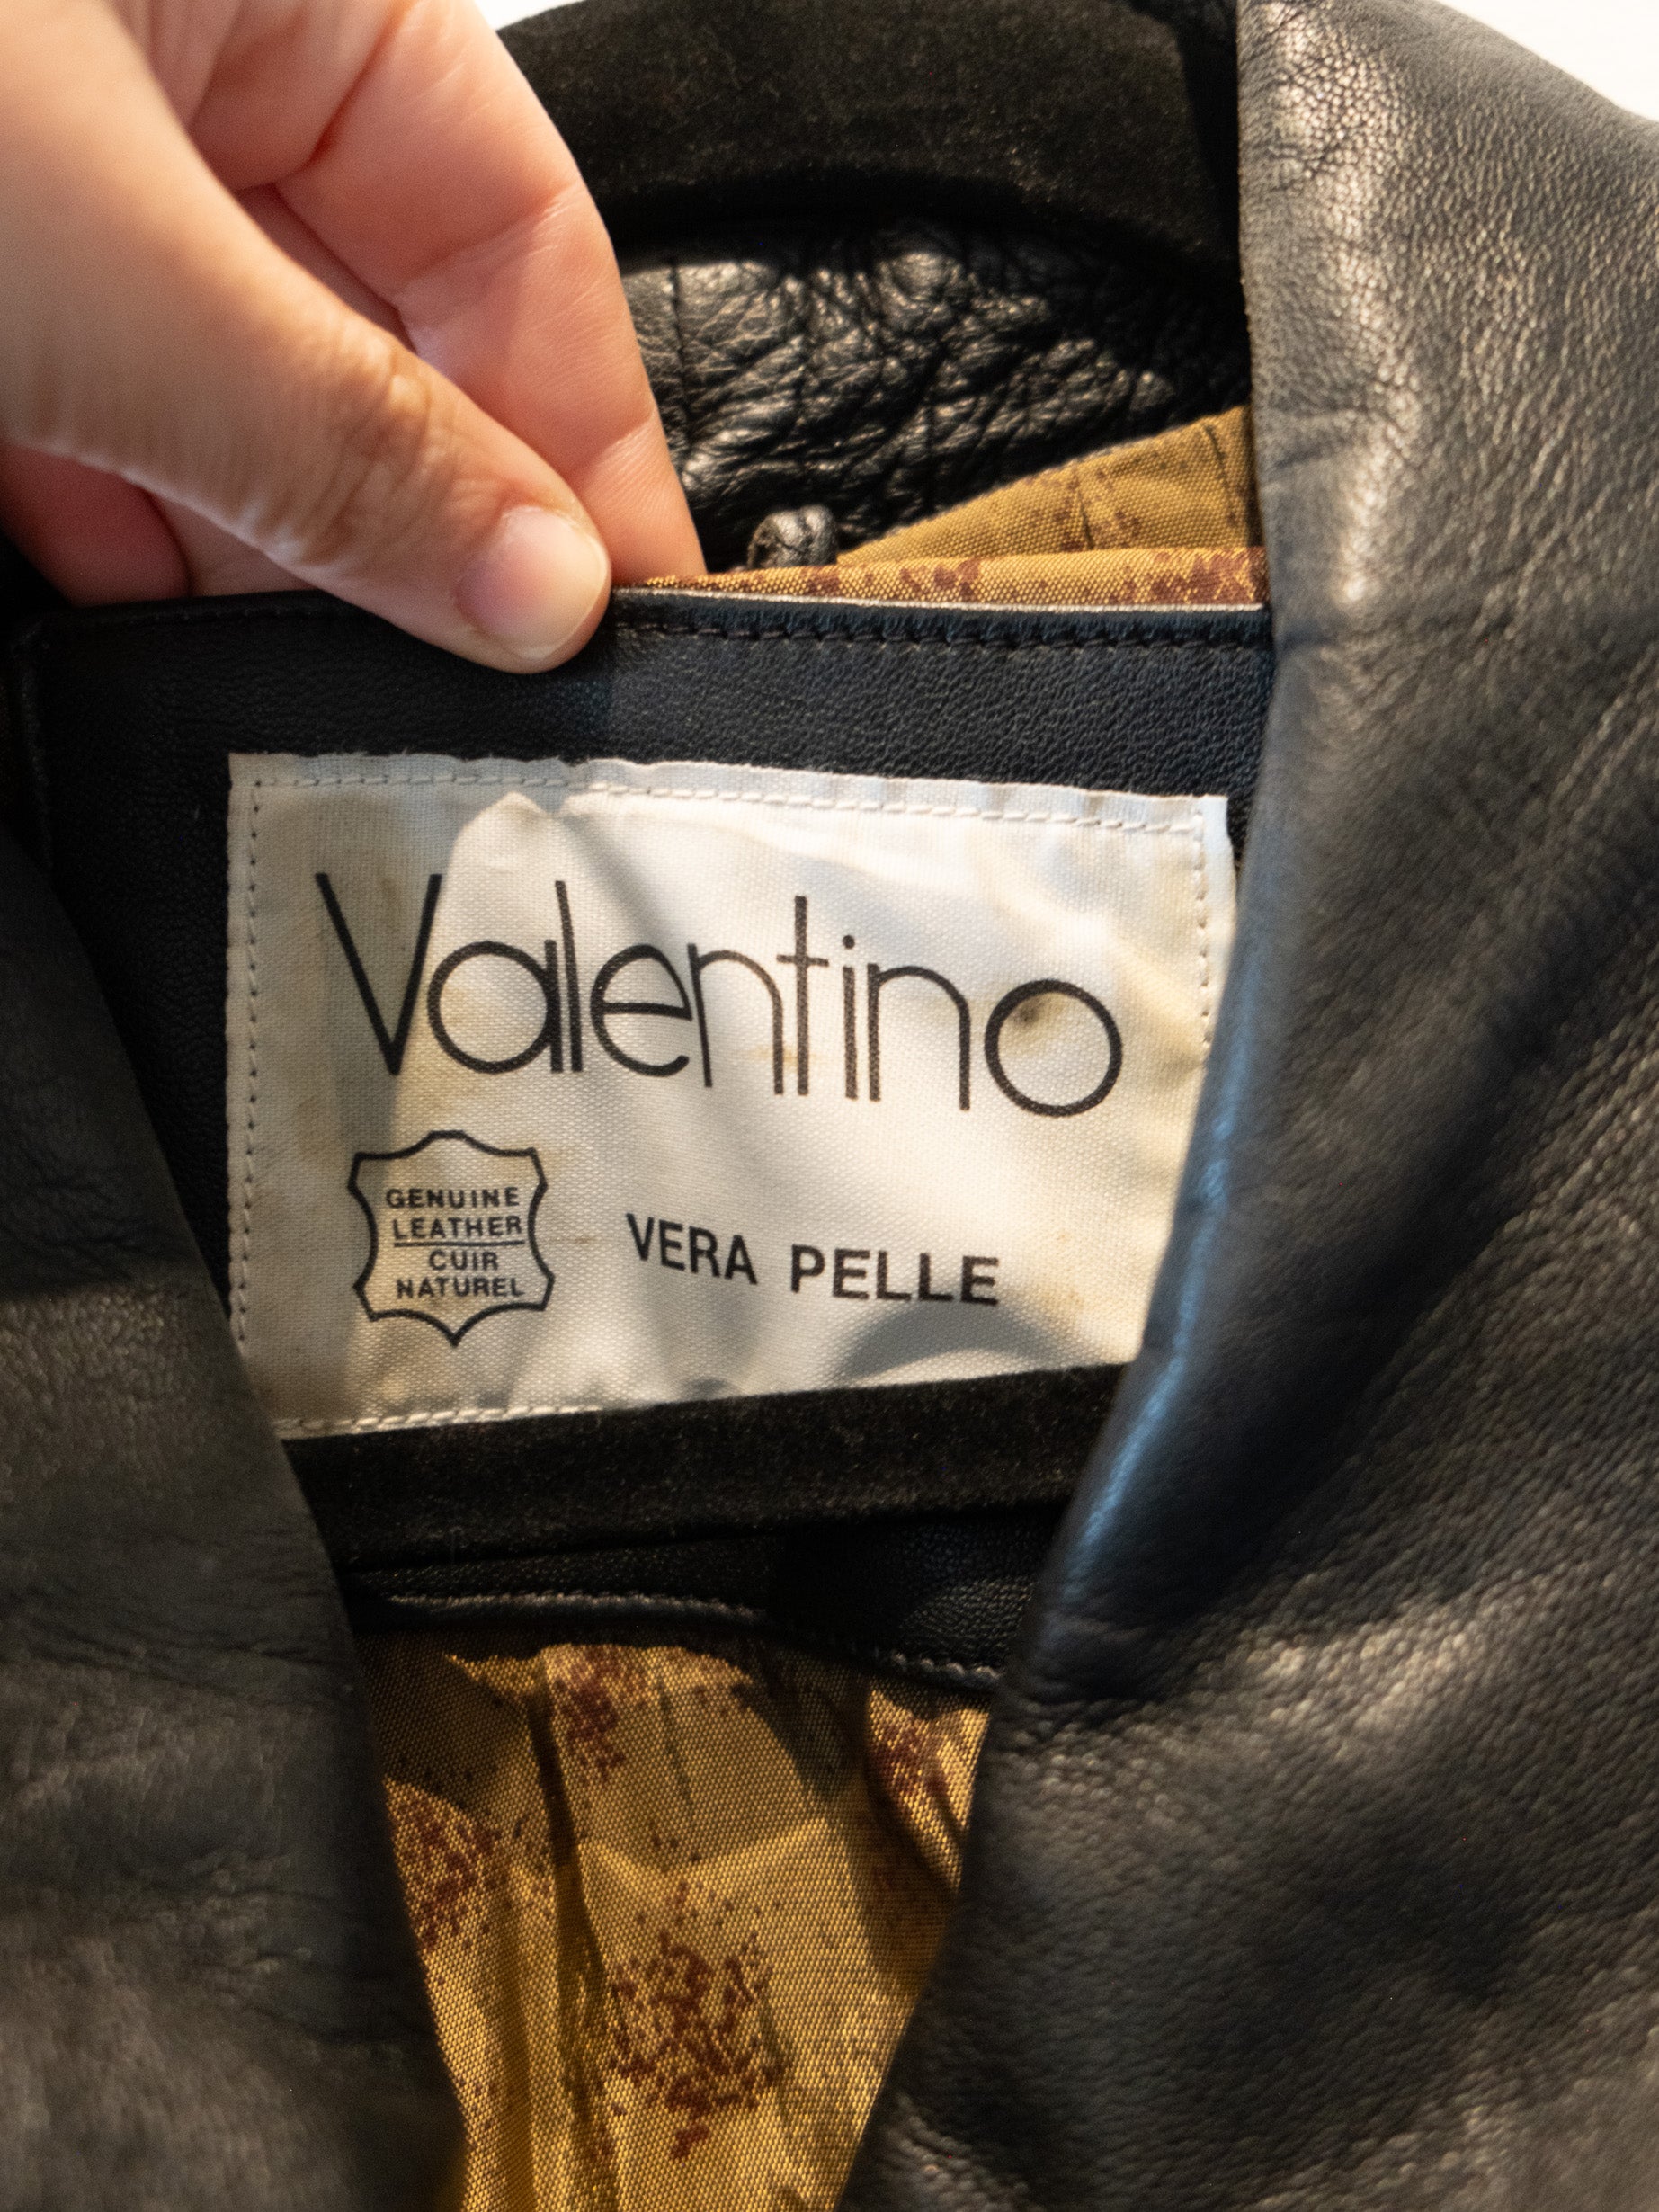 Valentino
GENUINE
LEATHER
CUIR
NATUREL
VERA PELLE